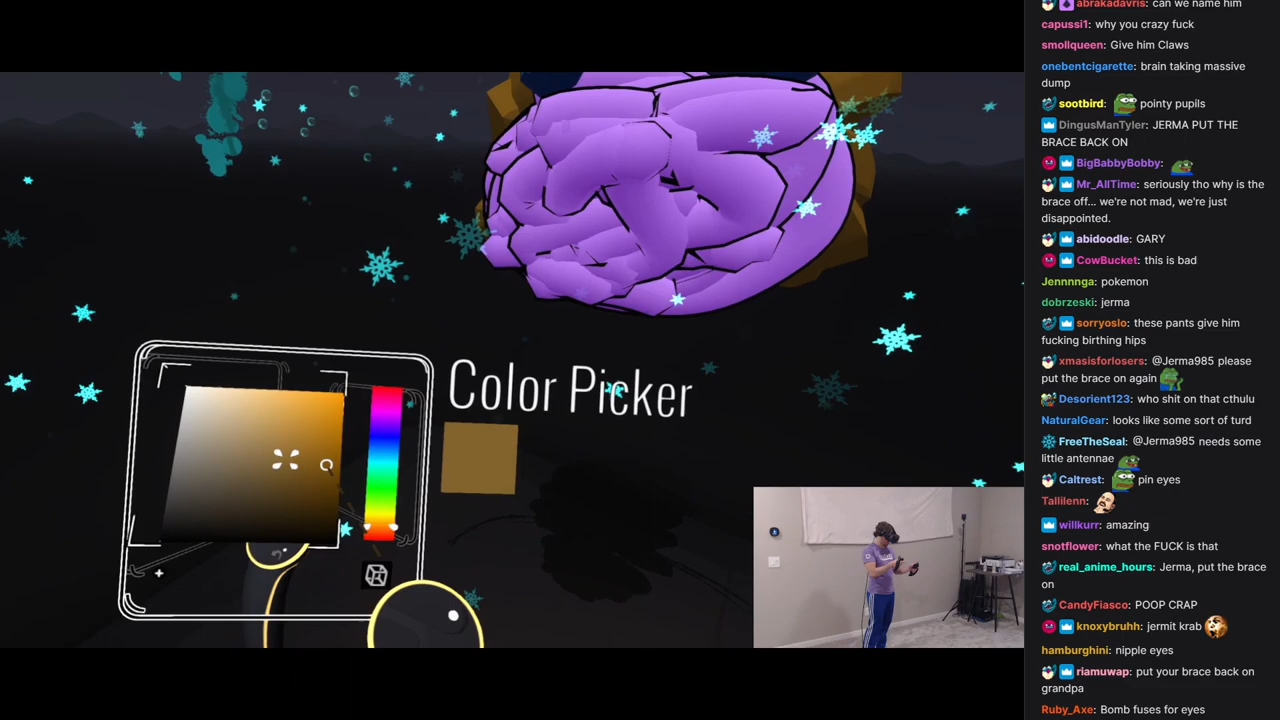 Color Picker
abrakadavris: can we name him
capussi1: why you crazy fuck
smollqueen: Give him Claws
onebentcigarette: brain taking massive
dump
sootbird: pointy pupils
DingusManTyler: JERMA PUT THE
BRACE BACK ON
BigBabbyBobby:
Mr_AllTime: seriously tho why is the
brace off... we're not mad, we're just
disappointed.
abidoodle: GARY
CowBucket: this is bad
Jennnnga: pokemon
dobrzeski: jerma
sorryoslo: these pants give him
fucking birthing hips
xmasisforlosers: @Jerma985 please
put the brace on again
Desorient123: who shit on that cthulu
NaturalGear: looks like some sort of turd
FreeTheSeal: @Jerma985 needs some
little antennae
Caltrest: pin eyes
Tallilenn:
willkurr: amazing
snotflower: what the FUCK is that
real_anime_hours: Jerma, put the brace
on
CandyFiasco: POOP CRAP
knoxybruhh: jermit krab
hamburghini: nipple eyes
riamuwap: put your brace back on
grandpa
Ruby_Axe: Bomb fuses for eyes